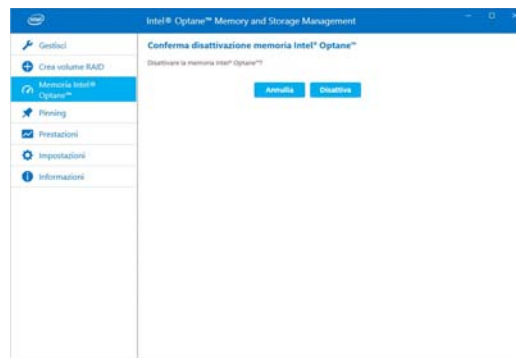 intel
Intel® Optane™ Memory and Storage Management
Gestisci
Crea volume RAID
Memoria Intel®
Optane™
Pinning
Prestazioni
Impostazioni
Informazioni
Conferma disattivazione memoria Intel® Optane™
Disattivare la memoria Intel® Optane™?
Annulla Disattiva